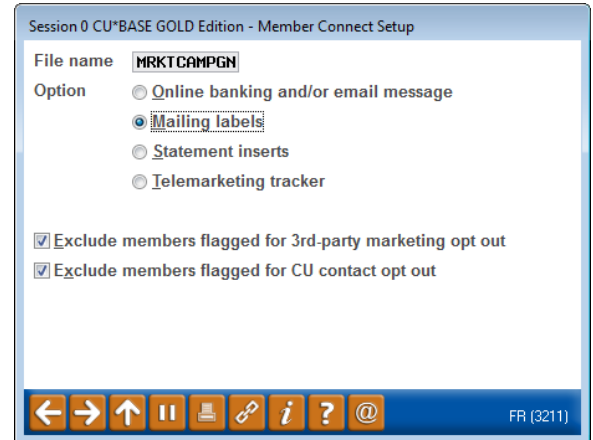 Session 0 CU*BASE GOLD Edition - Member Connect Setup
File name MRKTCAMPGN
Option Online banking and/or email message
Mailing labels
Statement inserts
Telemarketing tracker
Exclude members flagged for 3rd-party marketing opt out
Exclude members flagged for CU contact opt out
i ? @ FR (3211)